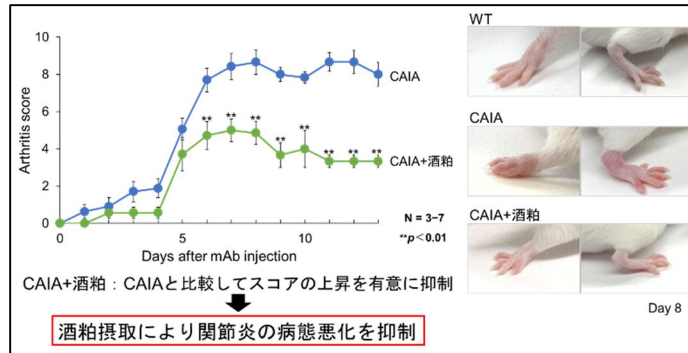 10
8
6
4
2
0
Arthritis score
0
5
10
Days after mAb injection
CAIA
**
**
**
**
**
**
**
**
CAIA+酒粕
N = 3–7
**p<0.01
WT
CAIA
CAIA+酒粕
Day 8
CAIA+酒粕：CAIAと比較してスコアの上昇を有意に抑制
酒粕摂取により関節炎の病態悪化を抑制